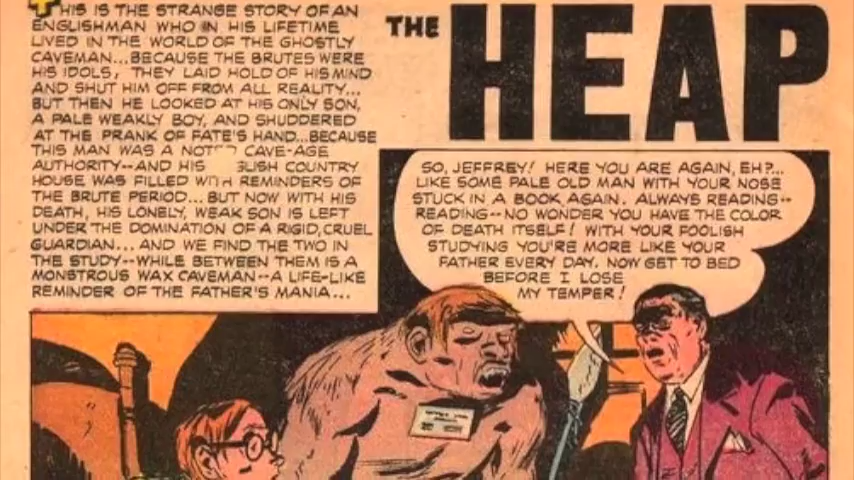 THIS IS THE STRANGE STORY OF AN
ENGLISHMAN WHO IN HIS LIFETIME
LIVED IN THE WORLD OF THE GHOSTLY
CAVEMAN...BECAUSE THE BRUTES WERE
HIS IDOLS, THEY LAID HOLD OF HIS MIND
AND SHUT HIM OFF FROM ALL REALITY...
BUT THEN HE LOOKED AT HIS ONLY SON,
A PALE WEAKLY BOY, AND SHUDDERED
AT THE PRANK OF FATE'S HAND...BECAUSE
THIS MAN WAS A CAVE-AGE
AUTHORITY--AND HIS GLISH COUNTRY
HOUSE WAS FILLED WITH REMINDERS OF
THE BRUTE PERIOD... BUT NOW WITH HIS
DEATH, HIS LONELY, WEAK SON IS LEFT
UNDER THE DOMINATION OF A RIGID, CRUEL
GUARDIAN... AND WE FIND THE TWO IN
THE STUDY--WHILE BETWEEN THEM IS A
MONSTROUS WAX CAVEMAN--A LIFE-LIKE
REMINDER OF THE FATHER'S MANIA...
THE HEAP
SO, JEFFREY! HERE YOU ARE AGAIN, EH?...
LIKE SOME PALE OLD MAN WITH YOUR NOSE
STUCK IN A BOOK AGAIN. ALWAYS READING--
READING--NO WONDER YOU HAVE THE COLOR
OF DEATH ITSELF! WITH YOUR FOOLISH
STUDYING YOU'RE MORE LIKE YOUR
FATHER EVERY DAY. NOW GET TO BED
BEFORE I LOSE
MY TEMPER!